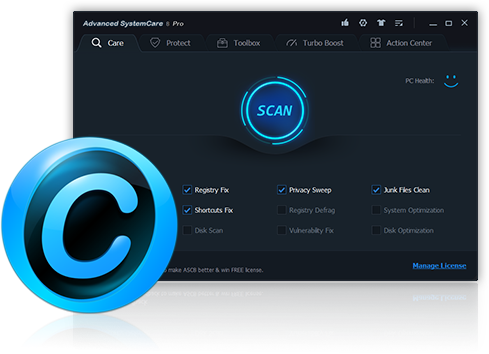 Advanced SystemCare 8 Pro
Care Protect Toolbox Turbo Boost Action Center
PC Health:
SCAN
Registry Fix Privacy Sweep Junk Files Clean
Shortcuts Fix Registry Defrag System Optimization
Disk Scan Vulnerability Fix Disk Optimization
make ASC8 better & win FREE license.
Manage License
C